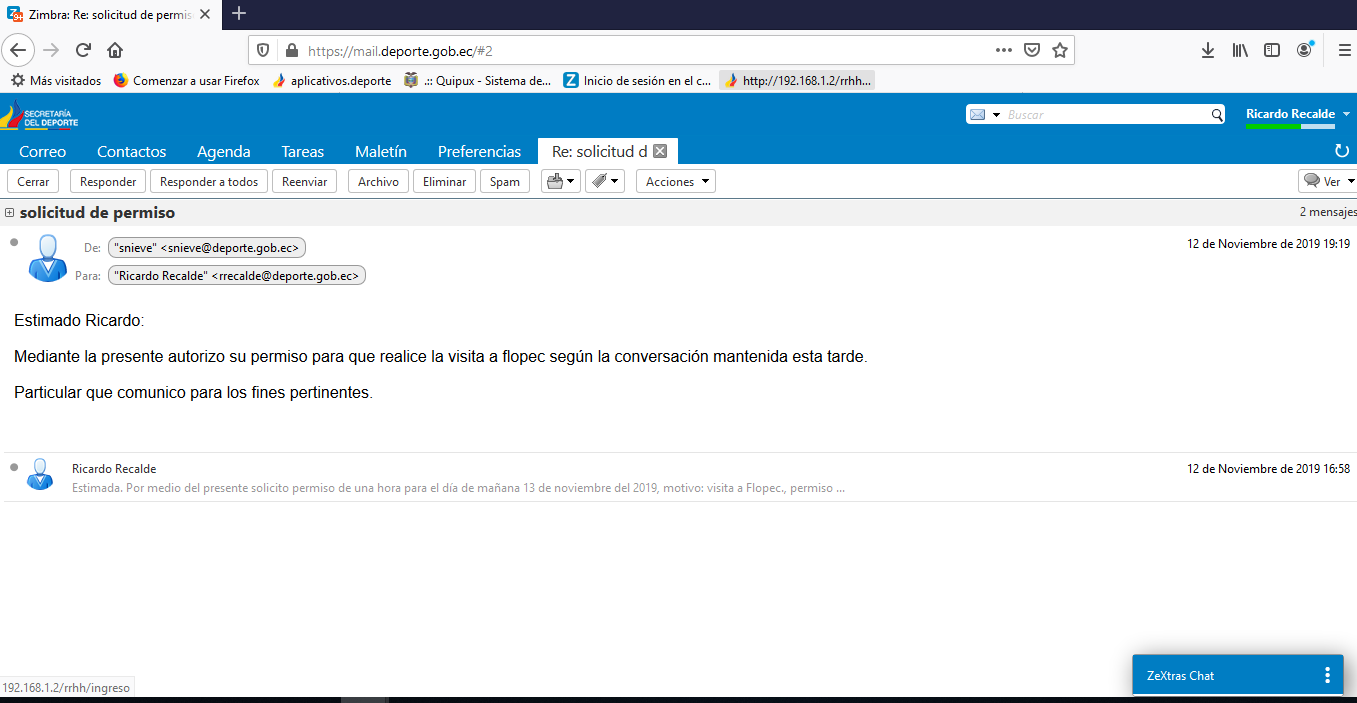 Zimbra: Re: solicitud de permis
https://mail.deporte.gob.ec/#2
Más visitados Comenzar a usar Firefox aplicativos.deporte .:: Quipux - Sistema de... Inicio de sesión en el c... http://192.168.1.2/rrhh...
SECRETARÍA
DEL DEPORTE
Buscar
Ricardo Recalde
Correo Contactos Agenda Tareas Maletín Preferencias Re: solicitud d
Cerrar Responder Responder a todos Reenviar Archivo Eliminar Spam Acciones Ver
solicitud de permiso
2 mensajes
De: "snieve" <snieve@deporte.gob.ec>
12 de Noviembre de 2019 19:19
Para: "Ricardo Recalde" <rrecalde@deporte.gob.ec>
Estimado Ricardo:
Mediante la presente autorizo su permiso para que realice la visita a flopec según la conversación mantenida esta tarde.
Particular que comunico para los fines pertinentes.
Ricardo Recalde
12 de Noviembre de 2019 16:58
Estimada. Por medio del presente solicito permiso de una hora para el día de mañana 13 de noviembre del 2019, motivo: visita a Flopec., permiso ...
ZeXtras Chat
192.168.1.2/rrhh/ingreso